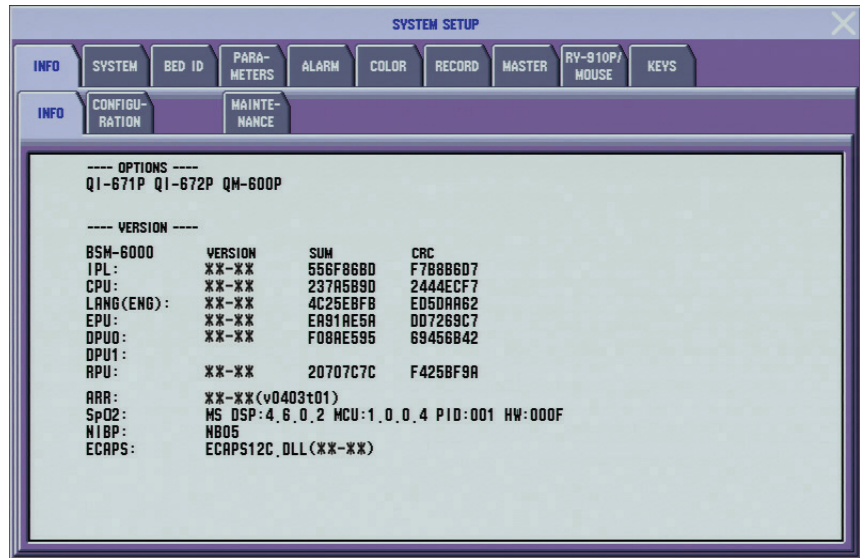 SYSTEM SETUP
INFO SYSTEM BED ID PARA-METERS ALARM COLOR RECORD MASTER RY-910P/MOUSE KEYS
INFO CONFIGU-RATION MAINTE-NANCE
---- OPTIONS ----
QI-671P QI-672P QM-600P
---- VERSION ----
BSM-6000 VERSION SUM CRC
IPL: XX-XX 556F86BD F7B8B6D7
CPU: XX-XX 237A5B9D 2444ECF7
LANG(ENG): XX-XX 4C25EBFB ED5DAA62
EPU: XX-XX EA91AE5A DD7269C7
DPU0: XX-XX F08AE595 69456B42
DPU1:
RPU: XX-XX 20707C7C F425BF9A
ARR: XX-XX(v0403t01)
SpO2: MS DSP:4.6.0.2 MCU:1.0.0.4 PID:001 HW:000F
NIBP: NB05
ECAPS: ECAPS12C.DLL(XX-XX)